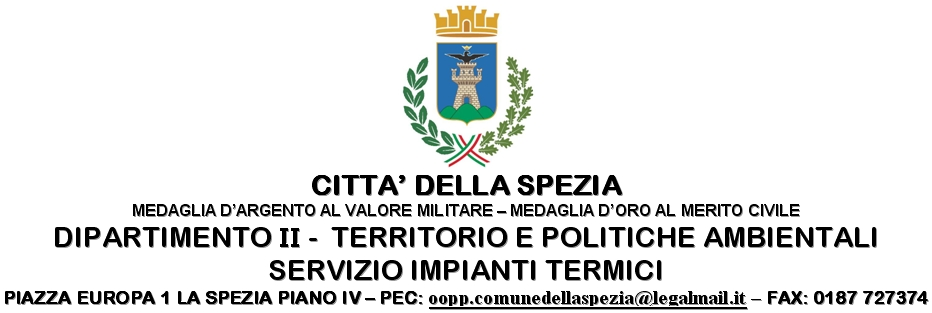 CITTA’ DELLA SPEZIA
MEDAGLIA D’ARGENTO AL VALORE MILITARE – MEDAGLIA D’ORO AL MERITO CIVILE
DIPARTIMENTO II - TERRITORIO E POLITICHE AMBIENTALI
SERVIZIO IMPIANTI TERMICI
PIAZZA EUROPA 1 LA SPEZIA PIANO IV – PEC: oopp.comunedellaspezia@legalmail.it – FAX: 0187 727374